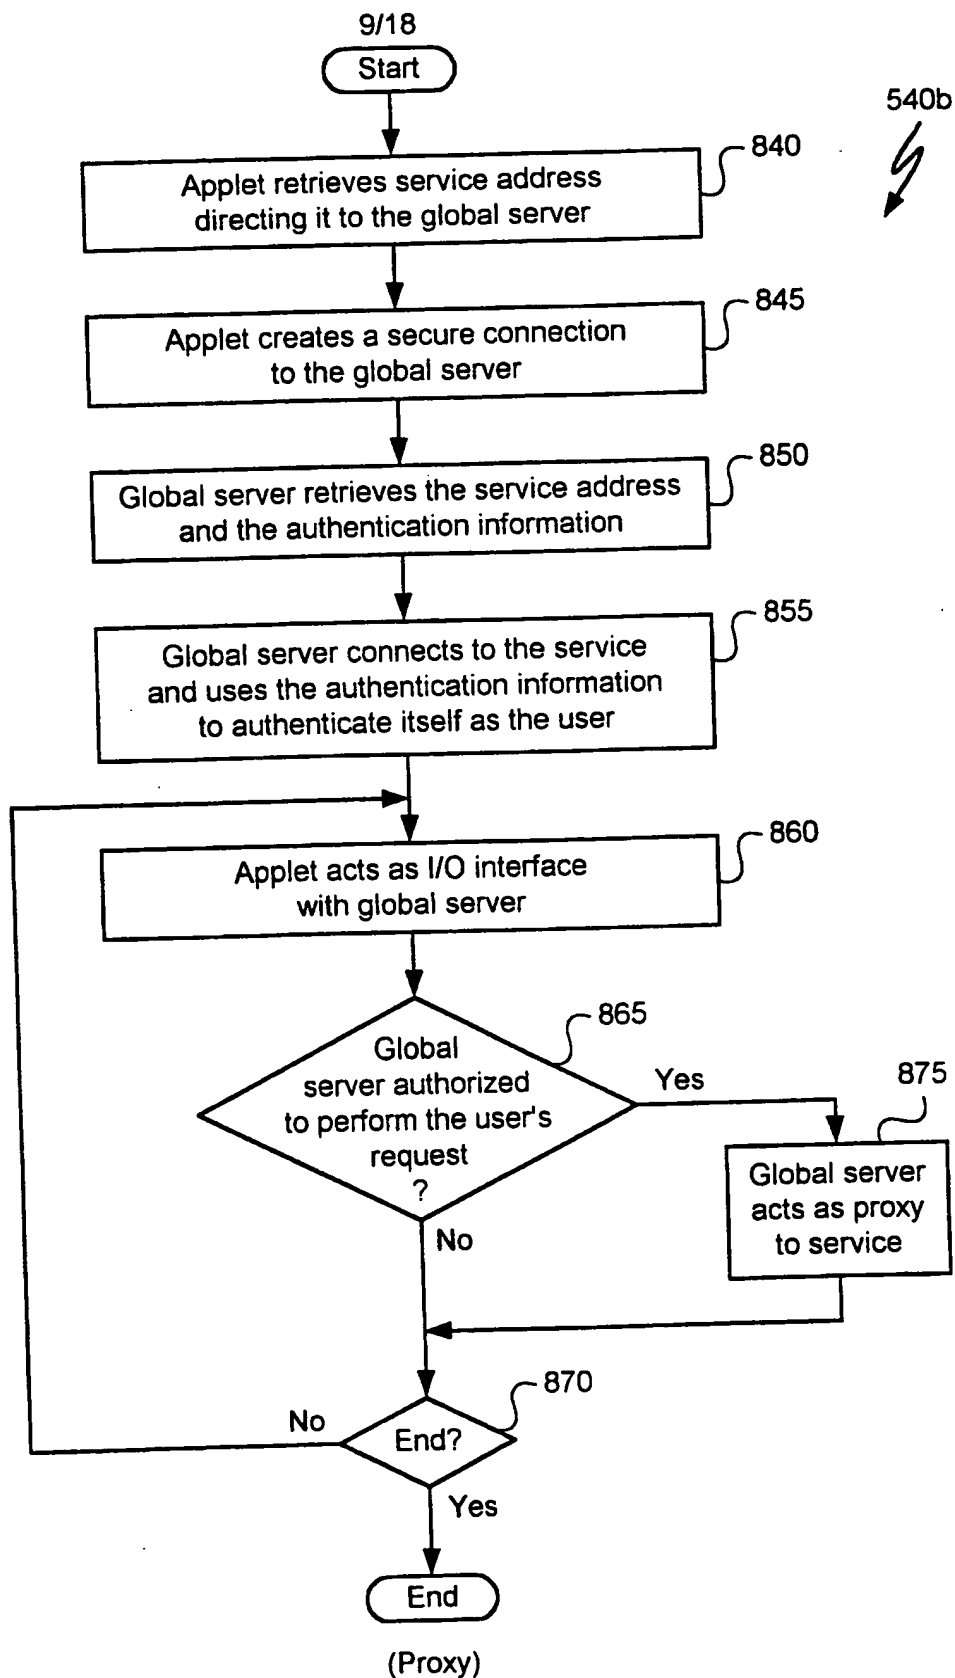 9/18
Start
540b
840
Applet retrieves service address
directing it to the global server
845
Applet creates a secure connection
to the global server
850
Global server retrieves the service address
and the authentication information
855
Global server connects to the service
and uses the authentication information
to authenticate itself as the user
860
Applet acts as I/O interface
with global server
865
Global
server authorized
to perform the user's
request
?
Yes
875
Global server
acts as proxy
to service
No
870
End?
No
Yes
End
(Proxy)